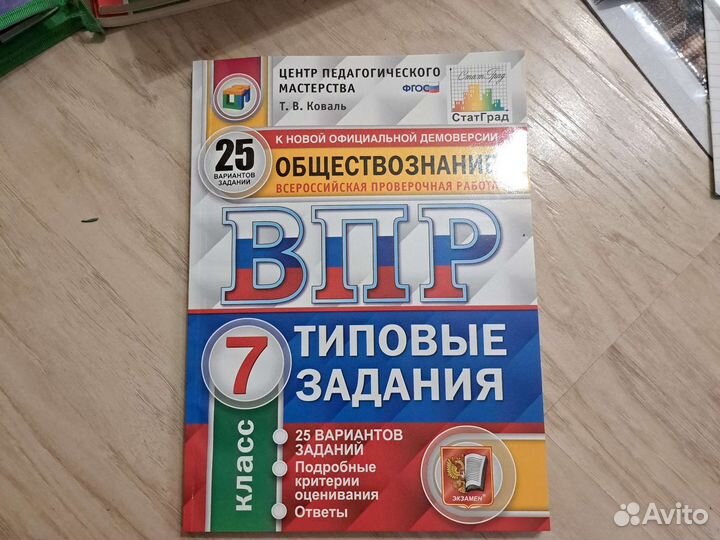 ЦЕНТР ПЕДАГОГИЧЕСКОГО
МАСТЕРСТВА
Т. В. Коваль
ФГОС
СтатГрад
СтатГрад
К НОВОЙ ОФИЦИАЛЬНОЙ ДЕМОВЕРСИИ
25
ВАРИАНТОВ
ЗАДАНИЙ
ОБЩЕСТВОЗНАНИЕ
ВСЕРОССИЙСКАЯ ПРОВЕРОЧНАЯ РАБОТА
ВПР
7
КЛАСС
ТИПОВЫЕ
ЗАДАНИЯ
25 ВАРИАНТОВ
ЗАДАНИЙ
Подробные
критерии
оценивания
Ответы
ЭКЗАМЕН®
Avito